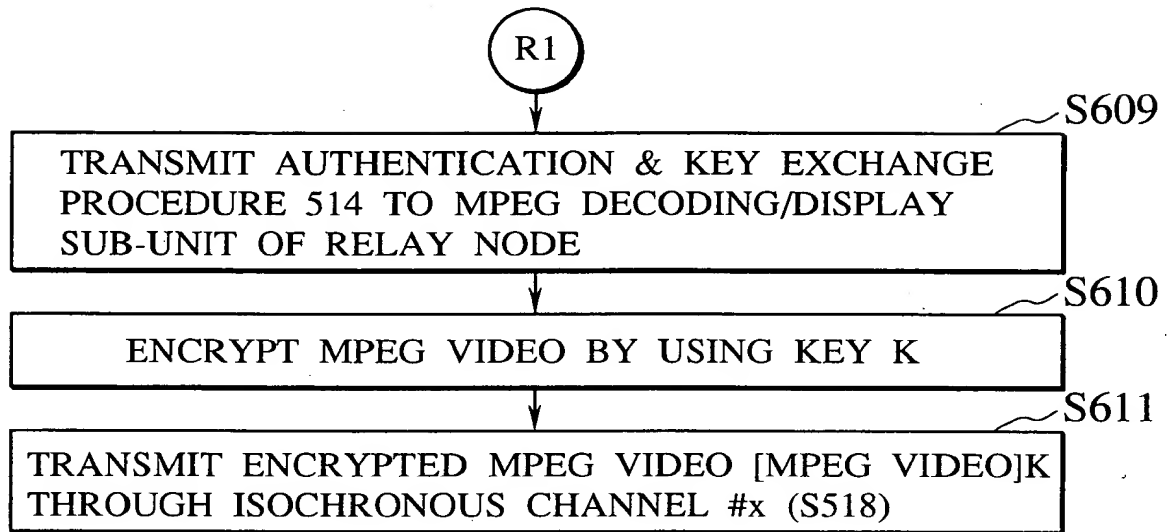 R1
S609
TRANSMIT AUTHENTICATION & KEY EXCHANGE
PROCEDURE 514 TO MPEG DECODING/DISPLAY
SUB-UNIT OF RELAY NODE
S610
ENCRYPT MPEG VIDEO BY USING KEY K
S611
TRANSMIT ENCRYPTED MPEG VIDEO [MPEG VIDEO]K
THROUGH ISOCHRONOUS CHANNEL #x (S518)